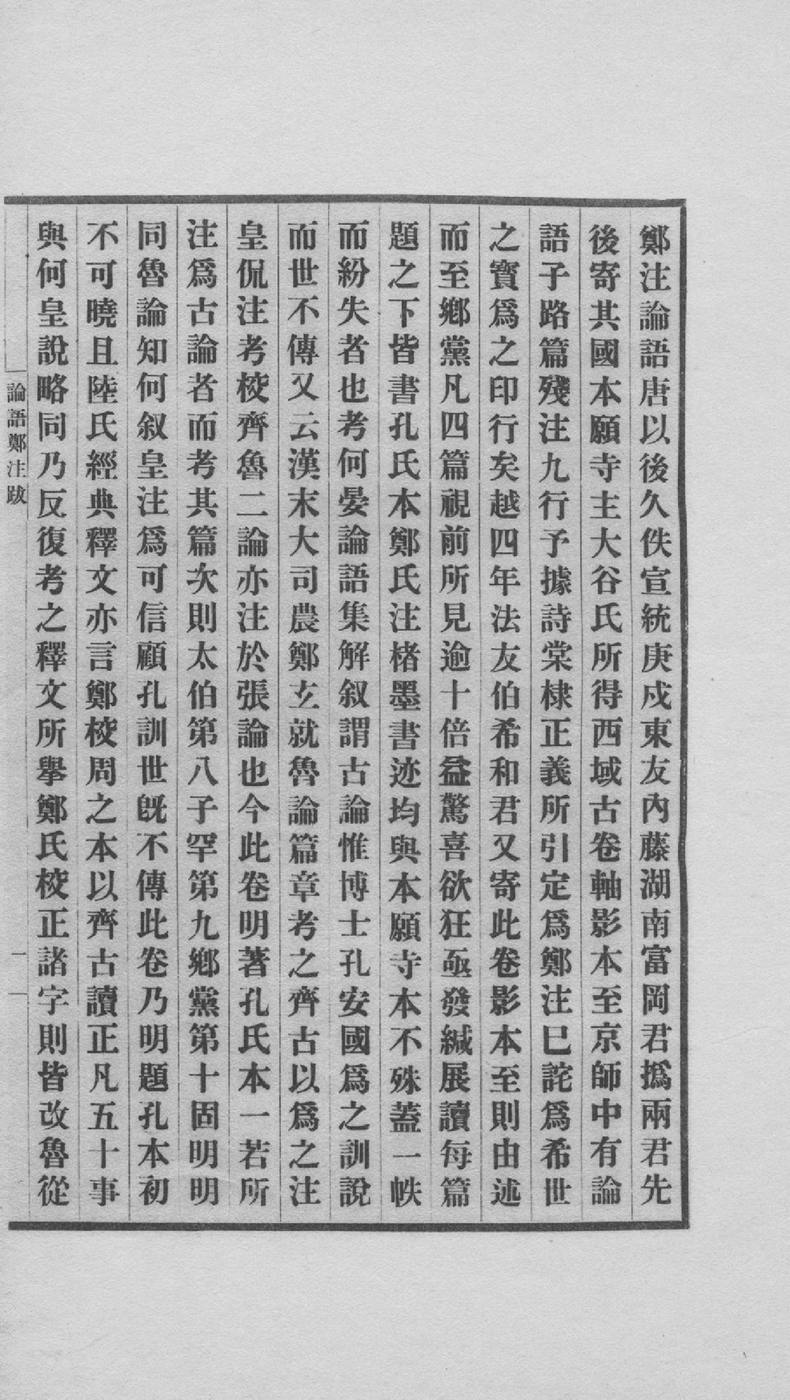 鄭注論語唐以後久佚宣統庚戍東友內藤湖南富岡君撝兩君先
後寄其國本願寺主大谷氏所得西域古卷軸影本至京師中有論
語子路篇殘注九行予據詩棠棣正義所引定爲鄭注巳詫爲希世
之寶爲之印行矣越四年法友伯希和君又寄此卷影本至則由述
而至鄕黨凡四篇視前所見逾十倍益驚喜欲狂亟發緘展讀每篇
題之下皆書孔氏本鄭氏注楮墨書迹均與本願寺本不殊蓋一帙
而紛失者也考何晏論語集解叙謂古論惟博士孔安國爲之訓說
而世不傳又云漢末大司農鄭玄就魯論篇章考之齊古以爲之注
皇侃注考校齊魯二論亦注於張論也今此卷明著孔氏本一若所
注爲古論者而考其篇次則太伯第八子罕第九鄕黨第十固明明
同魯論知何叙皇注爲可信顧孔訓世旣不傳此卷乃明題孔本初
不可曉且陸氏經典釋文亦言鄭校周之本以齊古讀正凡五十事
與何皇說略同乃反復考之釋文所舉鄭氏校正諸字則皆改魯從
論語鄭注跋
一